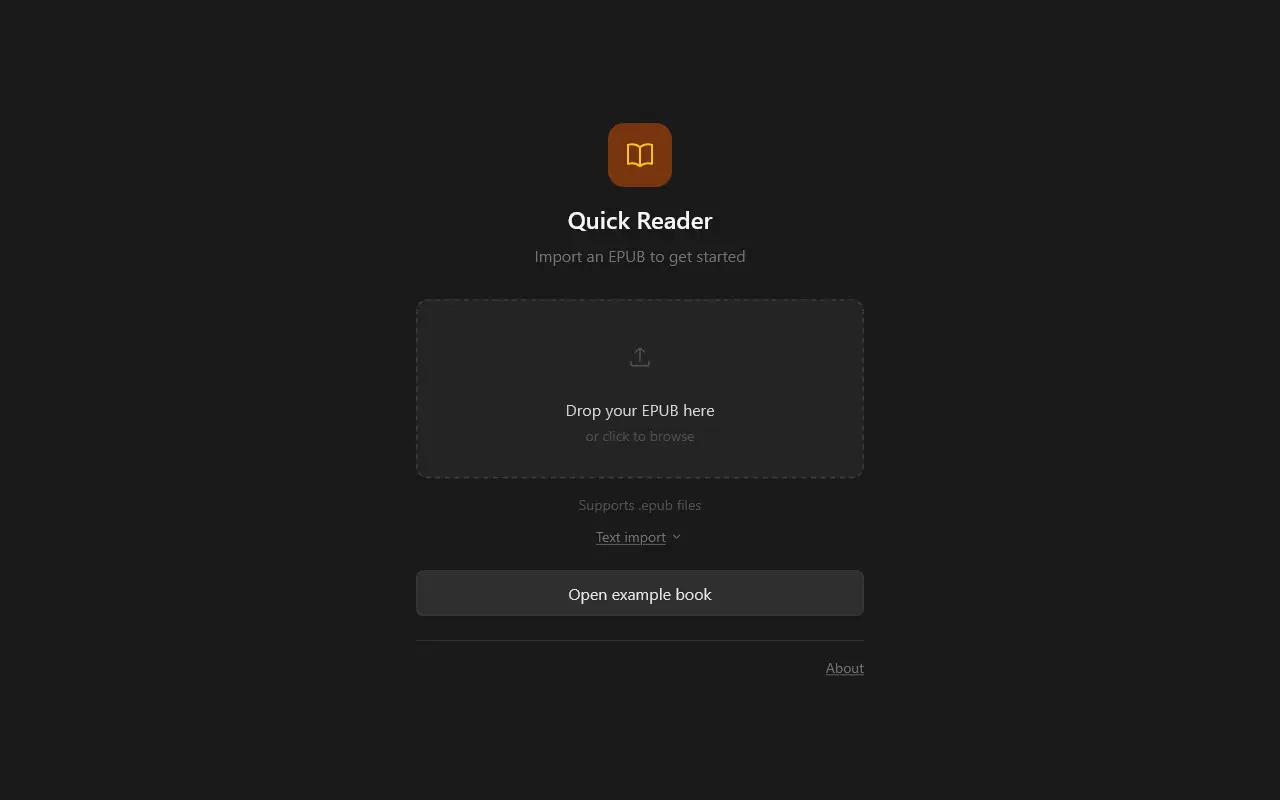 Quick Reader
Import an EPUB to get started
Drop your EPUB here
or click to browse
Supports .epub files
Text import
Open example book
About